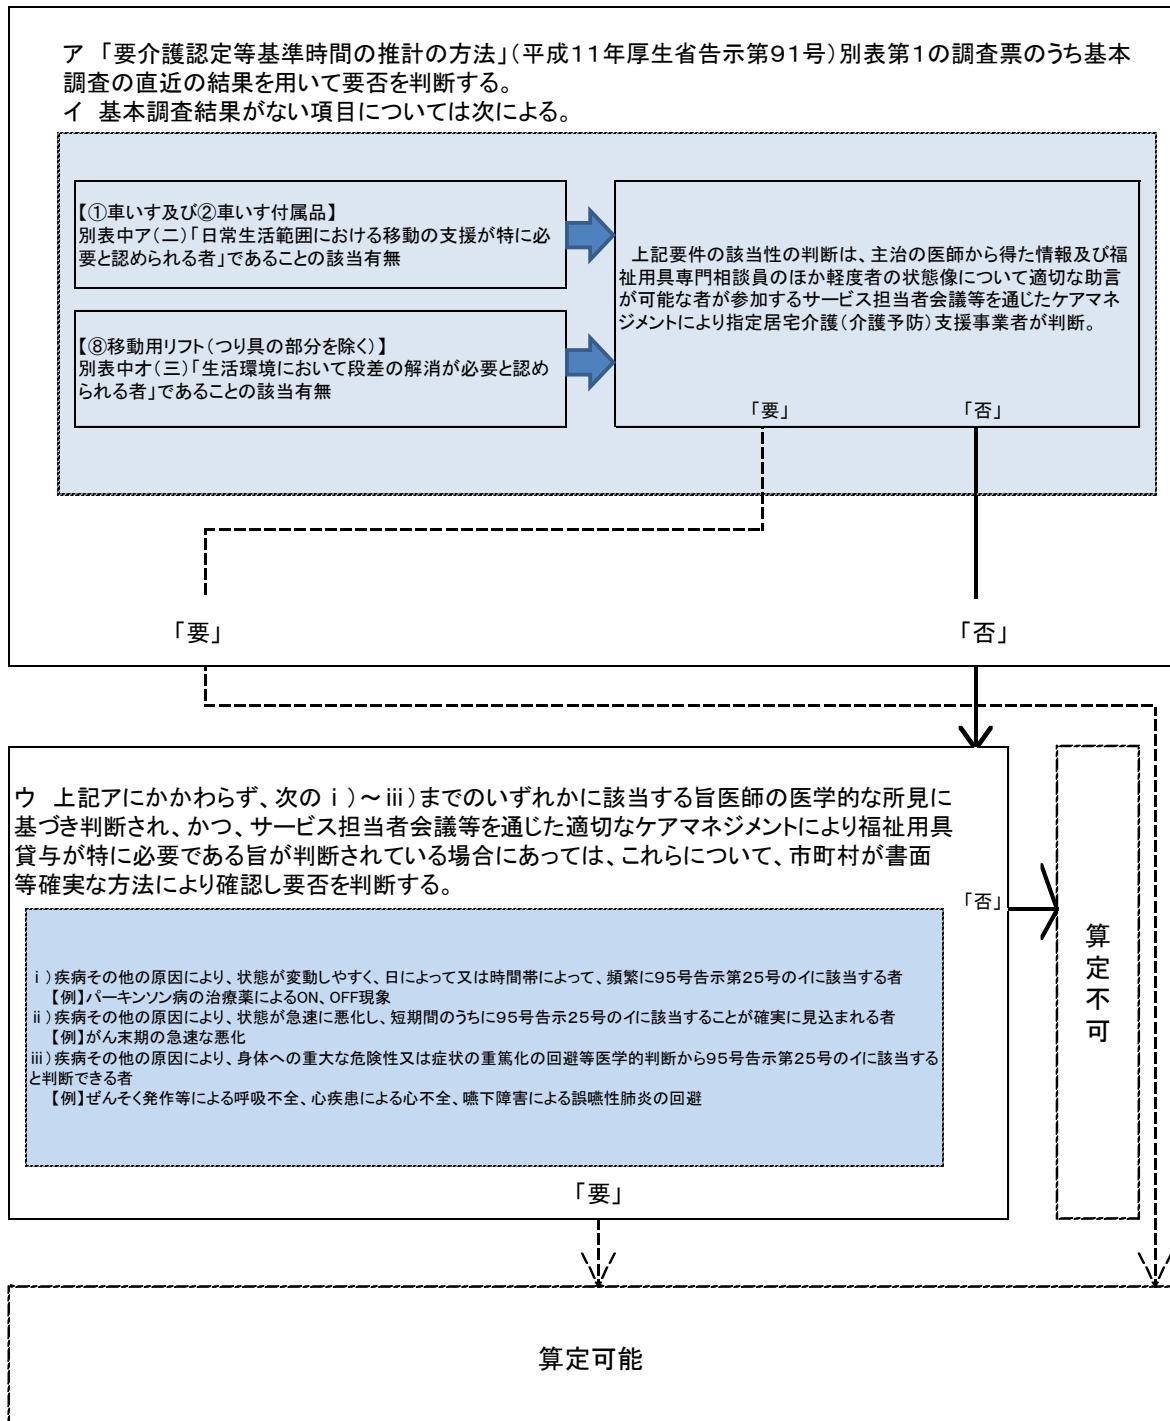 ア 「要介護認定等基準時間の推計の方法」(平成11年厚生省告示第91号)別表第1の調査票のうち基本
調査の直近の結果を用いて要否を判断する。
イ 基本調査結果がない項目については次による。
【①車いす及び②車いす付属品】
別表中ア(二)「日常生活範囲における移動の支援が特に必
要と認められる者」であることの該当有無
【⑧移動用リフト(つり具の部分を除く)】
別表中オ(三)「生活環境において段差の解消が必要と認め
られる者」であることの該当有無
上記要件の該当性の判断は、主治の医師から得た情報及び福
祉用具専門相談員のほか軽度者の状態像について適切な助言
が可能な者が参加するサービス担当者会議等を通じたケアマネ
ジメントにより指定居宅介護(介護予防)支援事業者が判断。
「要」 「否」
「要」 「否」
ウ 上記アにかかわらず、次のⅰ)~ⅲ)までのいずれかに該当する旨医師の医学的な所見に
基づき判断され、かつ、サービス担当者会議等を通じた適切なケアマネジメントにより福祉用具
貸与が特に必要である旨が判断されている場合にあっては、これらについて、市町村が書面
等確実な方法により確認し要否を判断する。
「否」
ⅰ)疾病その他の原因により、状態が変動しやすく、日によって又は時間帯によって、頻繁に95号告示第25号のイに該当する者
【例】パーキンソン病の治療薬によるON、OFF現象
ⅱ)疾病その他の原因により、状態が急速に悪化し、短期間のうちに95号告示25号のイに該当することが確実に見込まれる者
【例】がん末期の急速な悪化
ⅲ)疾病その他の原因により、身体への重大な危険性又は症状の重篤化の回避等医学的判断から95号告示第25号のイに該当する
と判断できる者
【例】ぜんそく発作等による呼吸不全、心疾患による心不全、嚥下障害による誤嚥性肺炎の回避
「要」
算定不可
算定可能